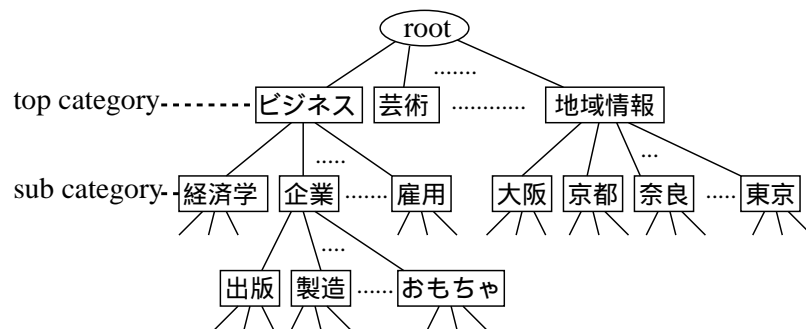 root
top category ビジネス 芸術 地域情報
sub category 経済学 企業 雇用 大阪 京都 奈良 東京
出版 製造 おもちゃ